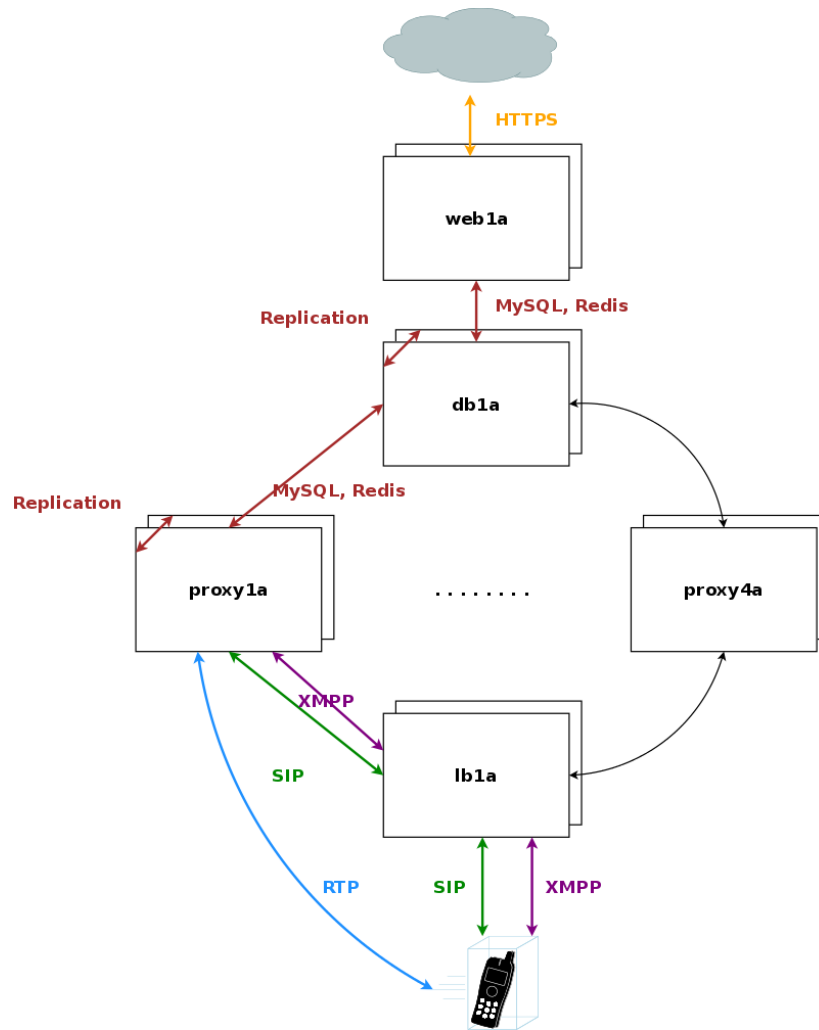 HTTPS
web1a
MySQL, Redis
Replication
db1a
MySQL, Redis
Replication
proxy1a
. . . . . . . .
proxy4a
XMPP
SIP
lb1a
RTP
SIP
XMPP